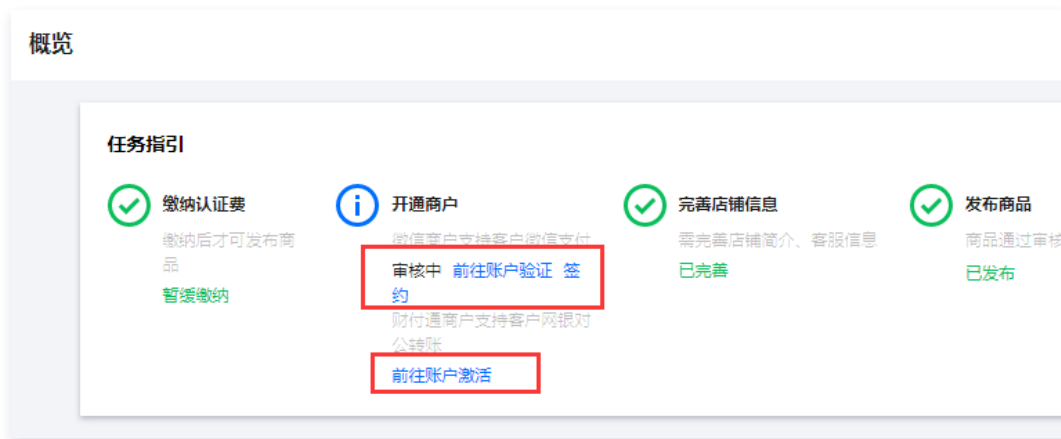 概览
任务指引
缴纳认证费
缴纳后才可发布商
品
暂缓缴纳
开通商户
微信商户支持客户微信支付
审核中 前往账户验证 签
约
财付通商户支持客户网银对
公转账
前往账户激活
完善店铺信息
需完善店铺简介、客服信息
已完善
发布商品
商品通过审核
已发布